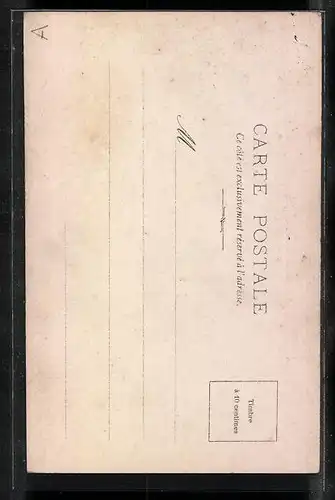 CARTE POSTALE
Ce côté est exclusivement réservé à l'adresse.
Timbre
à 10 centimes
M
A